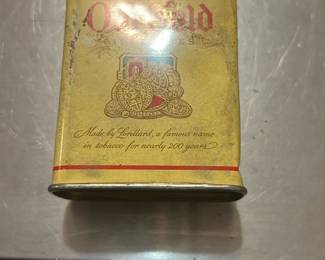 Made by Lorillard, a famous name
in tobacco for nearly 200 years